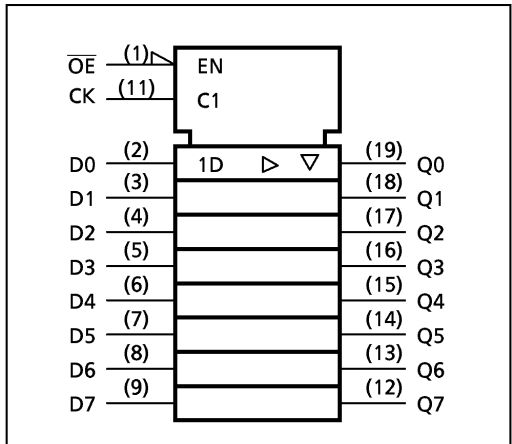 OE (1) EN
CK (11) C1
D0 (2) 1D (19) Q0
D1 (3) (18) Q1
D2 (4) (17) Q2
D3 (5) (16) Q3
D4 (6) (15) Q4
D5 (7) (14) Q5
D6 (8) (13) Q6
D7 (9) (12) Q7